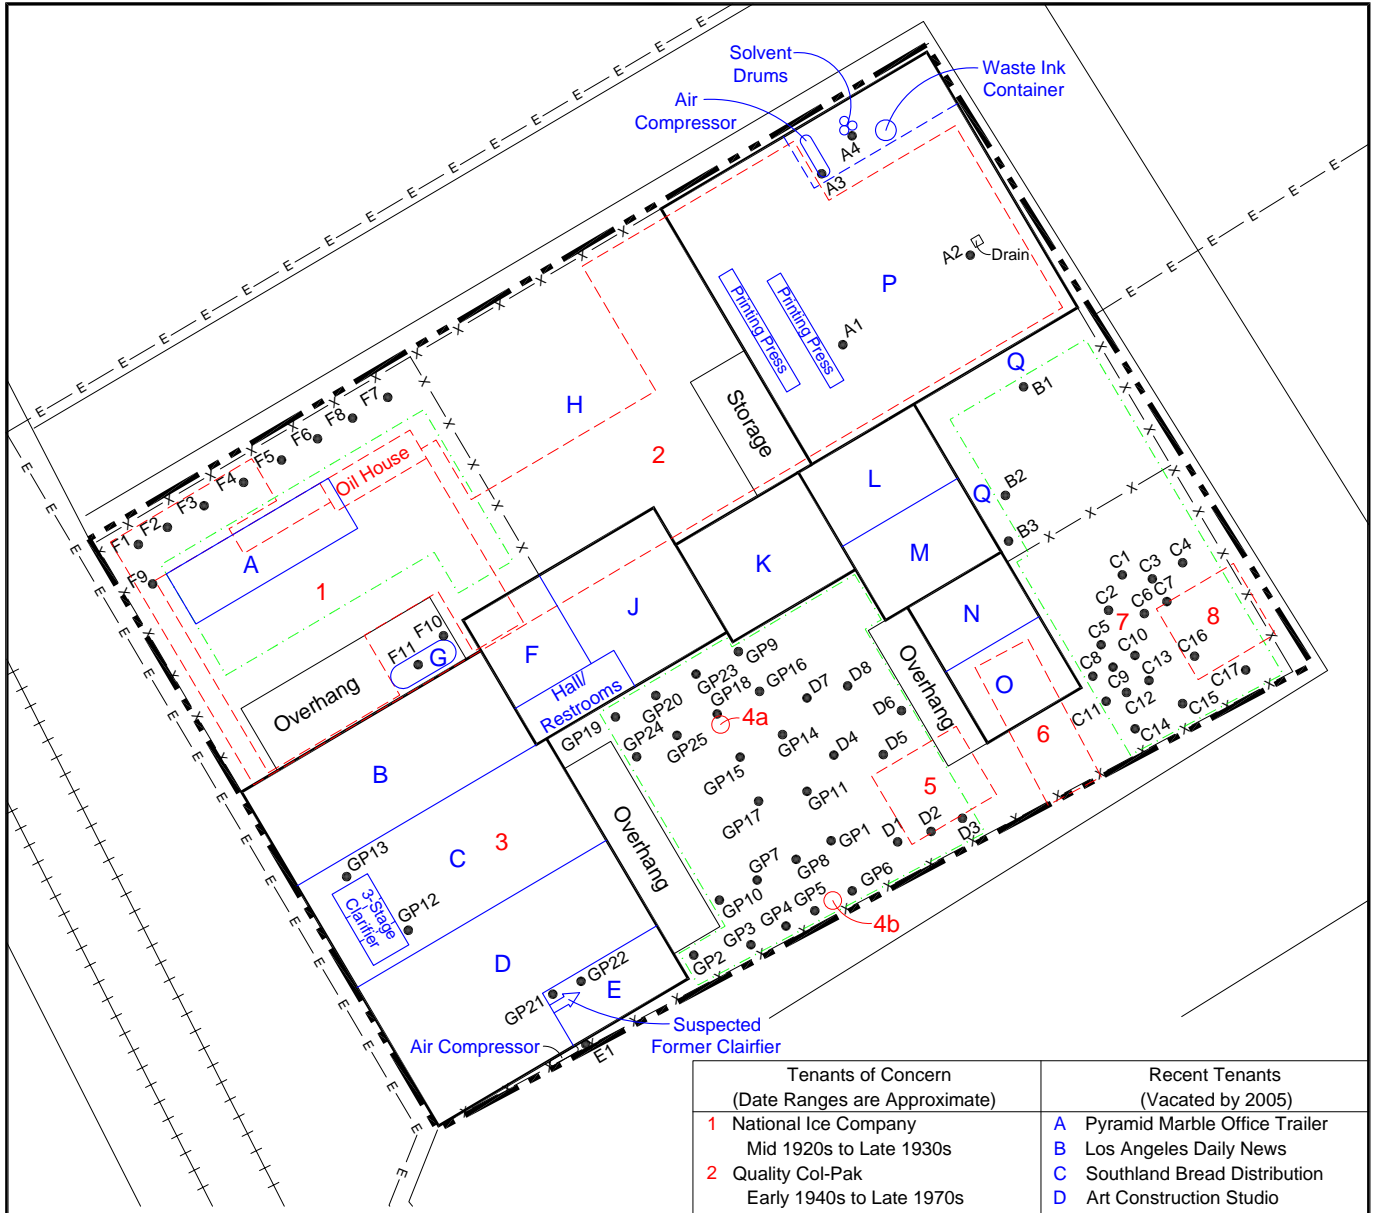 Solvent
Drums
Waste Ink
Container
Air
Compressor
A4
A3
A2
Drain
P
Printing Press
Printing Press
A1
Q
B1
H
F7
F8
F6
F5
F4
F3
F2
F1
F9
Oil House
A
1
2
Storage
L
Q
B2
B3
M
K
J
F
Hall/
Restrooms
N
O
Overhang
F10
F11
G
Overhang
C1
C3
C4
C2
C6
C7
7
8
C5
C10
C16
C8
C9
C13
C17
C11
C12
C15
C14
6
GP9
GP23
GP16
GP18
GP20
D7
D8
D6
4a
GP19
GP24
GP25
GP14
D4
D5
GP15
5
GP17
GP11
D1
D2
D3
GP1
GP7
GP8
GP6
GP5
GP10
GP4
GP3
GP2
4b
Overhang
B
C
3
GP13
3-Stage
Clarifier
GP12
D
GP22
GP21
E
Suspected
Former Clairfier
Air Compressor
E1
Tenants of Concern
(Date Ranges are Approximate)
1 National Ice Company
Mid 1920s to Late 1930s
2 Quality Col-Pak
Early 1940s to Late 1970s
Recent Tenants
(Vacated by 2005)
A Pyramid Marble Office Trailer
B Los Angeles Daily News
C Southland Bread Distribution
D Art Construction Studio